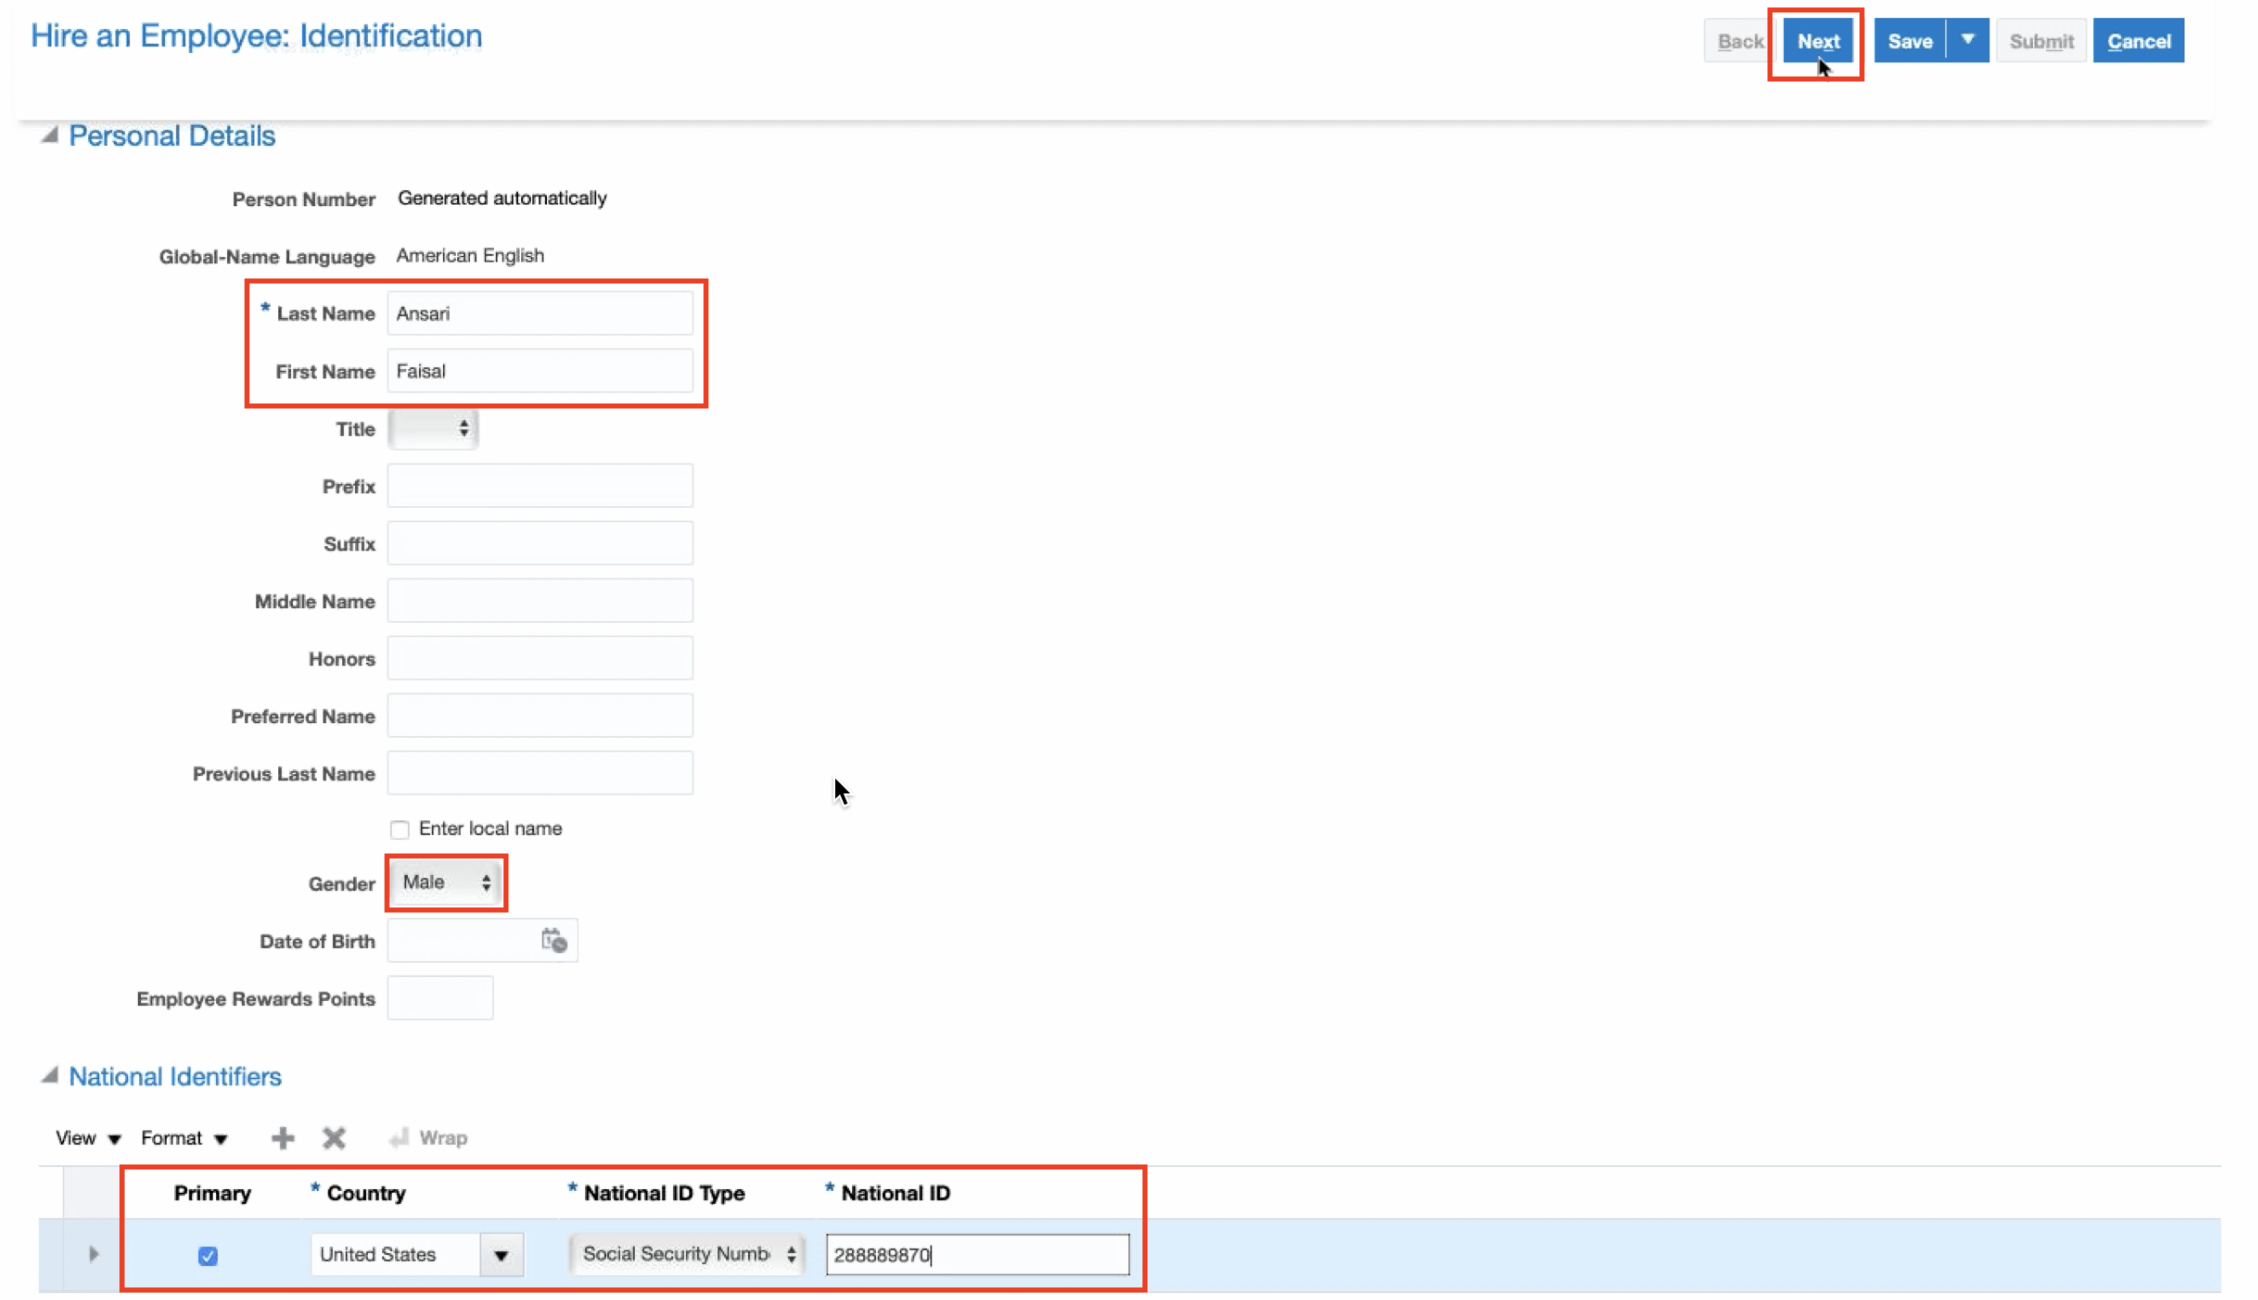 Hire an Employee: Identification
Back Next Save Submit Cancel
Personal Details
Person Number Generated automatically
Global-Name Language American English
* Last Name Ansari
First Name Faisal
Title
Prefix
Suffix
Middle Name
Honors
Preferred Name
Previous Last Name
Enter local name
Gender Male
Date of Birth
Employee Rewards Points
National Identifiers
View Format Wrap
Primary * Country * National ID Type * National ID
United States Social Security Numb 288889870